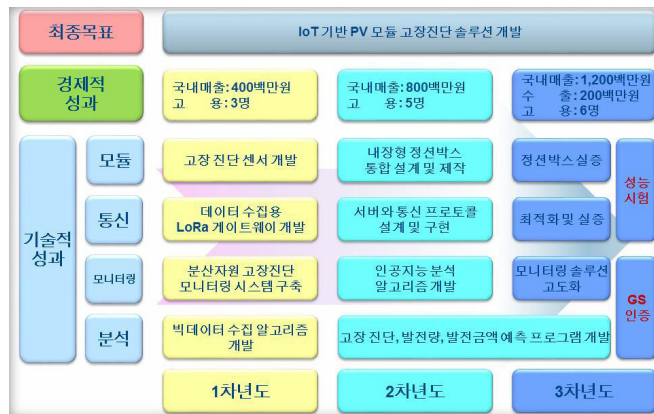 최종목표
IoT 기반 PV 모듈 고장진단 솔루션 개발
경제적
성과
국내매출:400백만원
고 용:3명
국내매출:800백만원
고 용:5명
국내매출:1,200백만원
수 출:200백만원
고 용:6명
기술적
성과
모듈
고장 진단 센서 개발
내장형 정션박스
통합 설계 및 제작
정션박스 실증
성능
시험
통신
데이터 수집용
LoRa 게이트웨이 개발
서버와 통신 프로토콜
설계 및 구현
최적화 및 실증
모니터링
분산자원 고장진단
모니터링 시스템 구축
인공지능 분석
알고리즘 개발
모니터링 솔루션
고도화
GS
인증
분석
빅데이터 수집 알고리즘
개발
고장 진단, 발전량, 발전금액 예측 프로그램 개발
1차년도
2차년도
3차년도